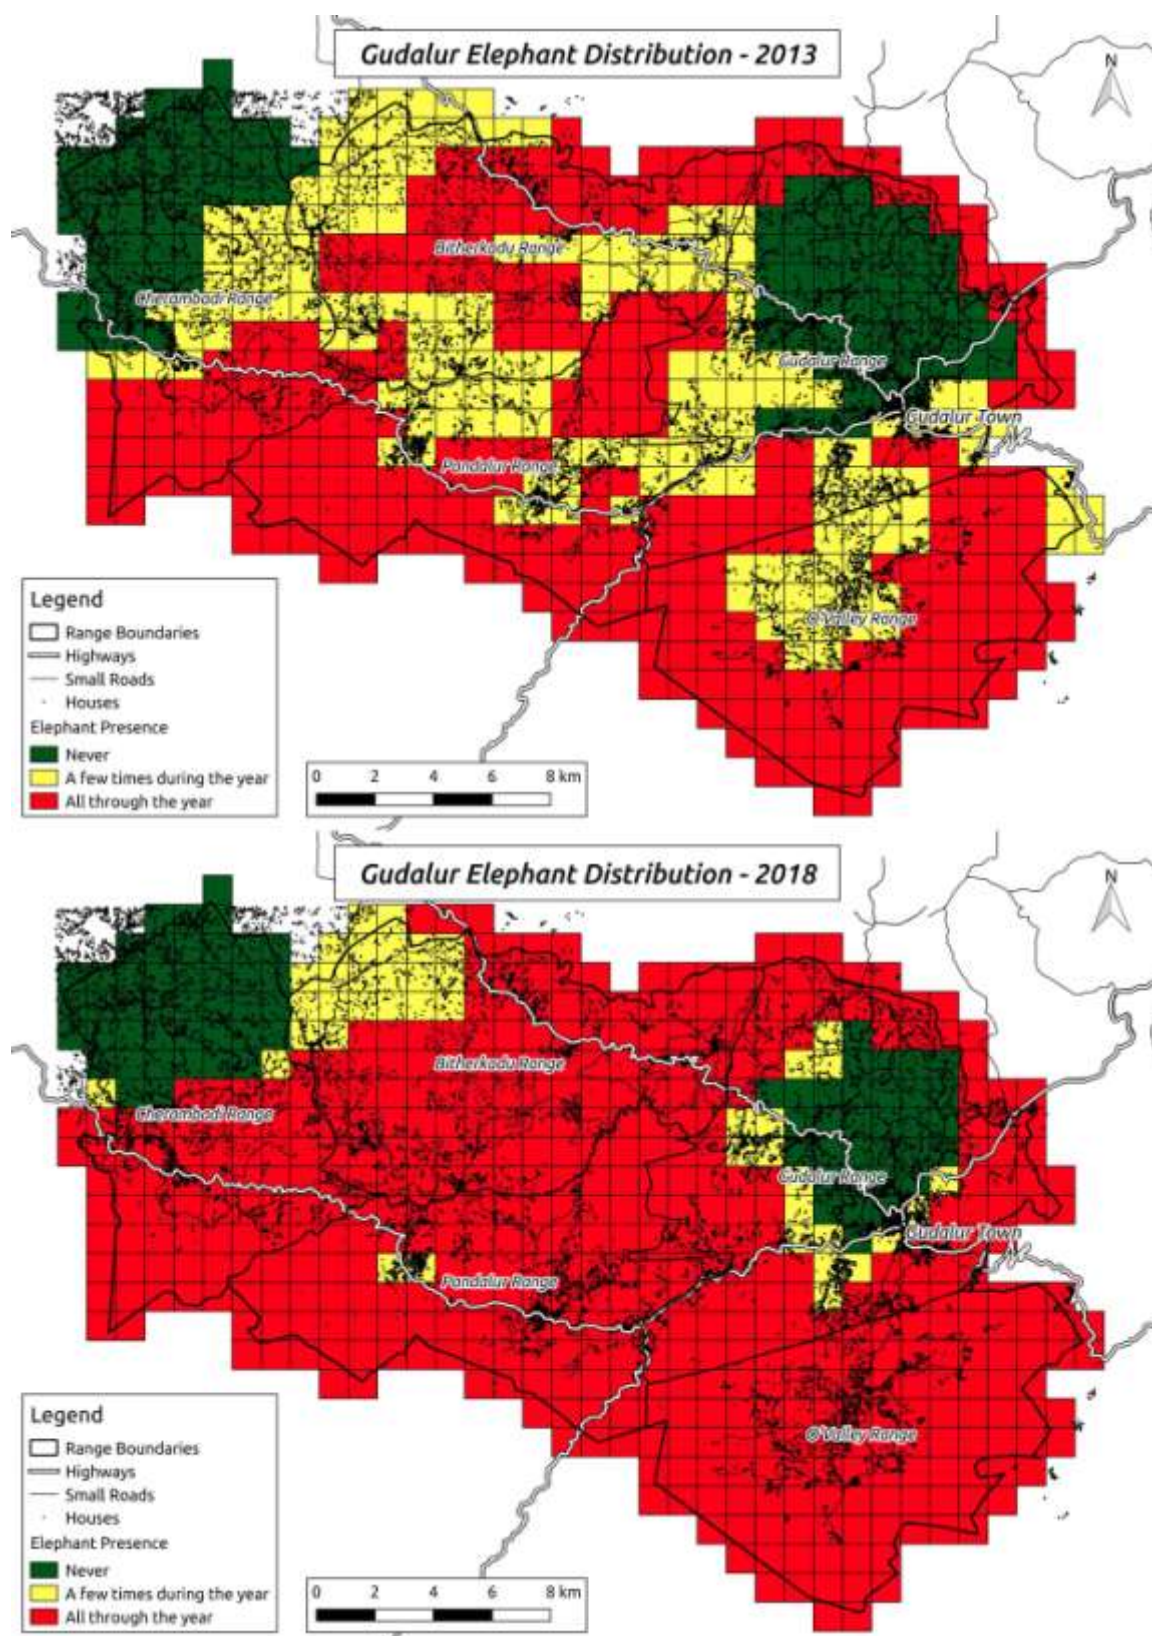 Gudalur Elephant Distribution - 2013
N
Bitherkadu Range
Cherambadi Range
Gudalur Range
Gudalur Town
Pandalur Range
O'Valley Range
Legend
Range Boundaries
Highways
Small Roads
Houses
Elephant Presence
Never
A few times during the year
All through the year
0 2 4 6 8 km
Gudalur Elephant Distribution - 2018
N
Bitherkadu Range
Cherambadi Range
Gudalur Range
Gudalur Town
Pandalur Range
O'Valley Range
Legend
Range Boundaries
Highways
Small Roads
Houses
Elephant Presence
Never
A few times during the year
All through the year
0 2 4 6 8 km